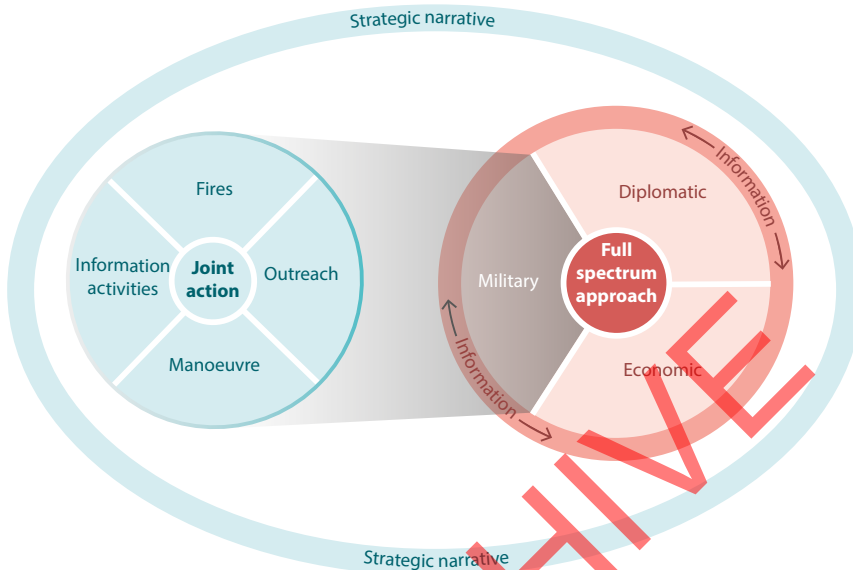 Strategic narrative
Fires
Information
activities
Joint
action
Outreach
Manoeuvre
Information
Diplomatic
Military
Full
spectrum
approach
Economic
Information
Strategic narrative